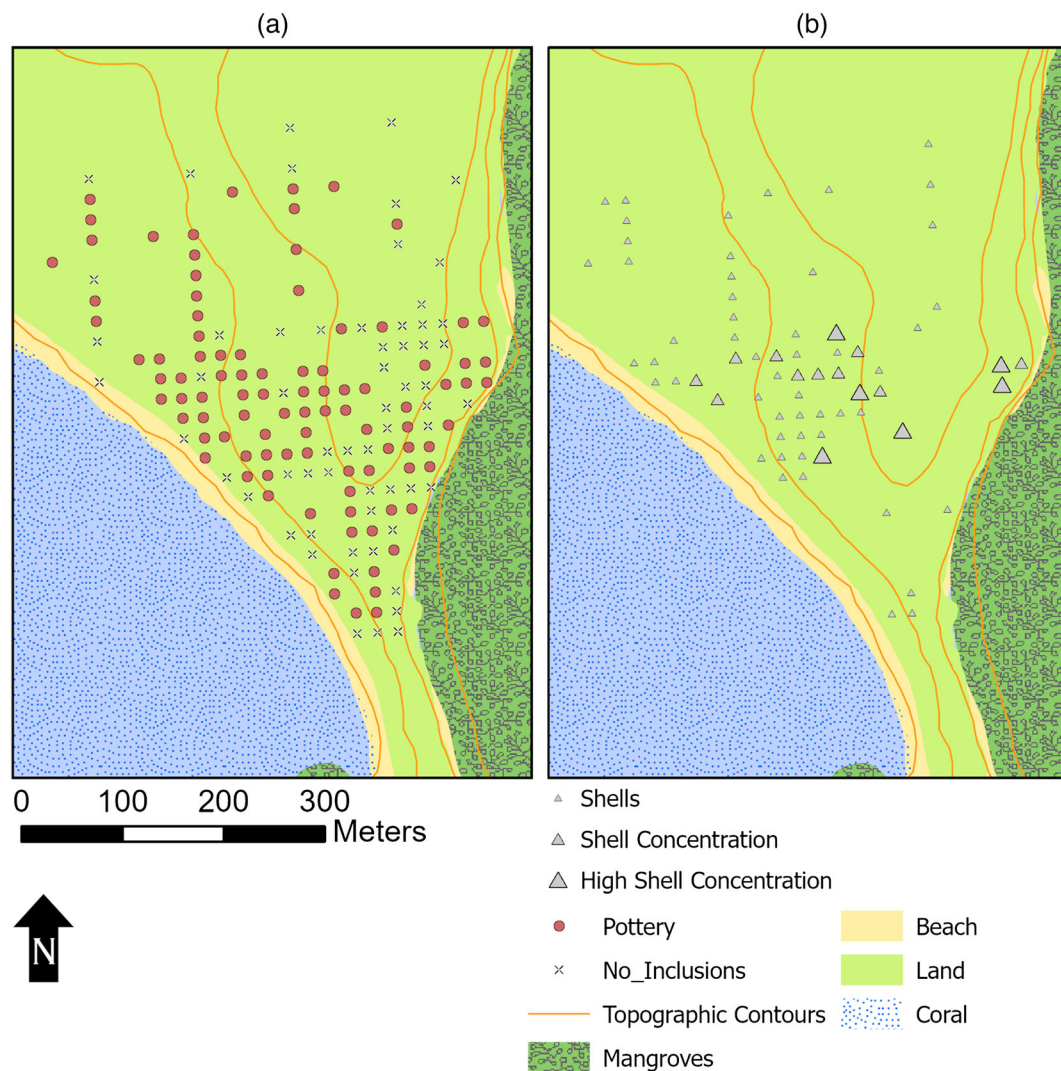 (a) (b)
0 100 200 300
Meters
N
Shells
Shell Concentration
High Shell Concentration
Pottery
No_Inclusions
Topographic Contours
Mangroves
Beach
Land
Coral